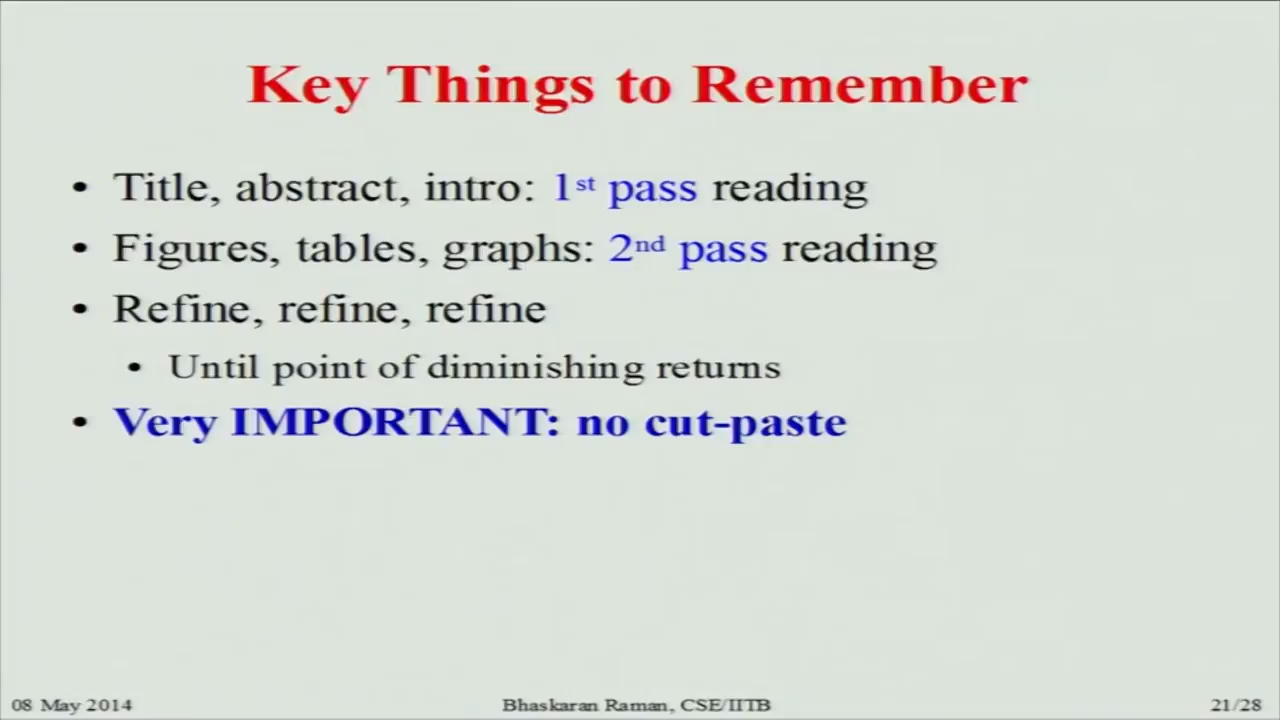 Key Things to Remember
• Title, abstract, intro: 1st pass reading
• Figures, tables, graphs: 2nd pass reading
• Refine, refine, refine
• Until point of diminishing returns
• Very IMPORTANT: no cut-paste
08 May 2014
Bhaskaran Raman, CSE/IITB
21/28